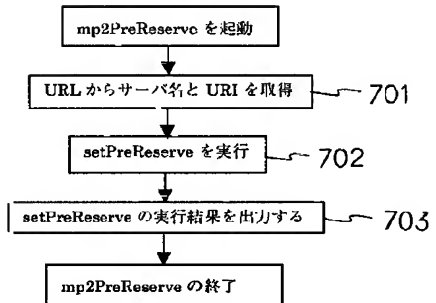 mp2PreReserve を起動
URL からサーバ名と URI を取得
701
setPreReserve を実行
702
setPreReserve の実行結果を出力する
703
mp2PreReserve の終了